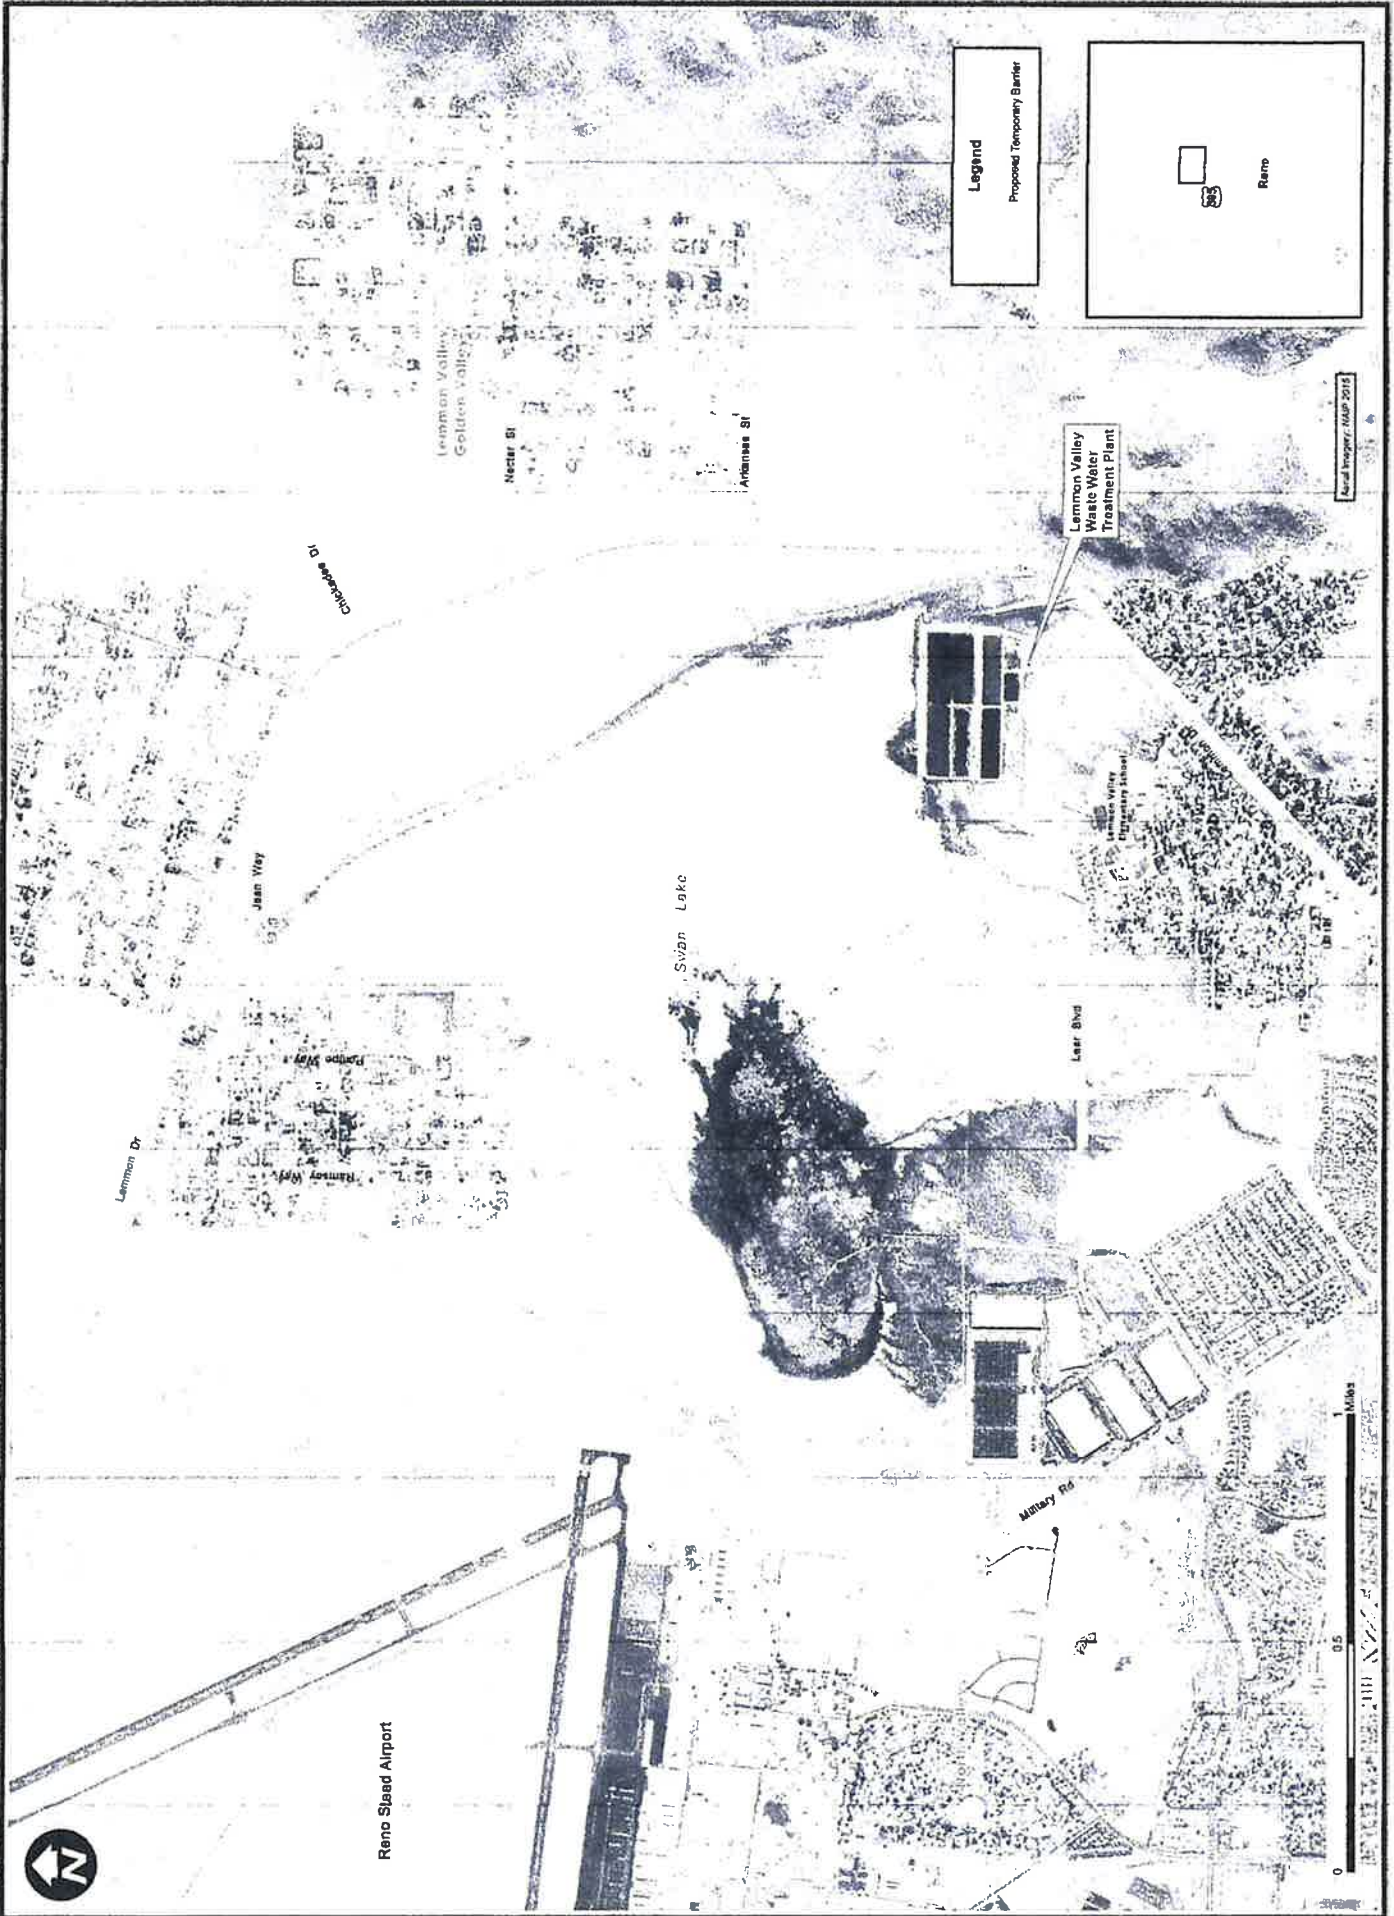 N
Reno Stead Airport
Lemmon Dr
Ramsey Way
Pompe Way
Jean Way
Chickadee Dr
Lemmon Valley
Golden Valley
Nectar St
Arkansas St
Swan Lake
Military Rd
Lear Blvd
Lemmon Valley
Elementary School
Lemmon Dr
Lemmon Valley
Waste Water
Treatment Plant
Legend
Proposed Temporary Barrier
395
Reno
Aerial Imagery: NAIP 2015
0
0.5
1
Miles